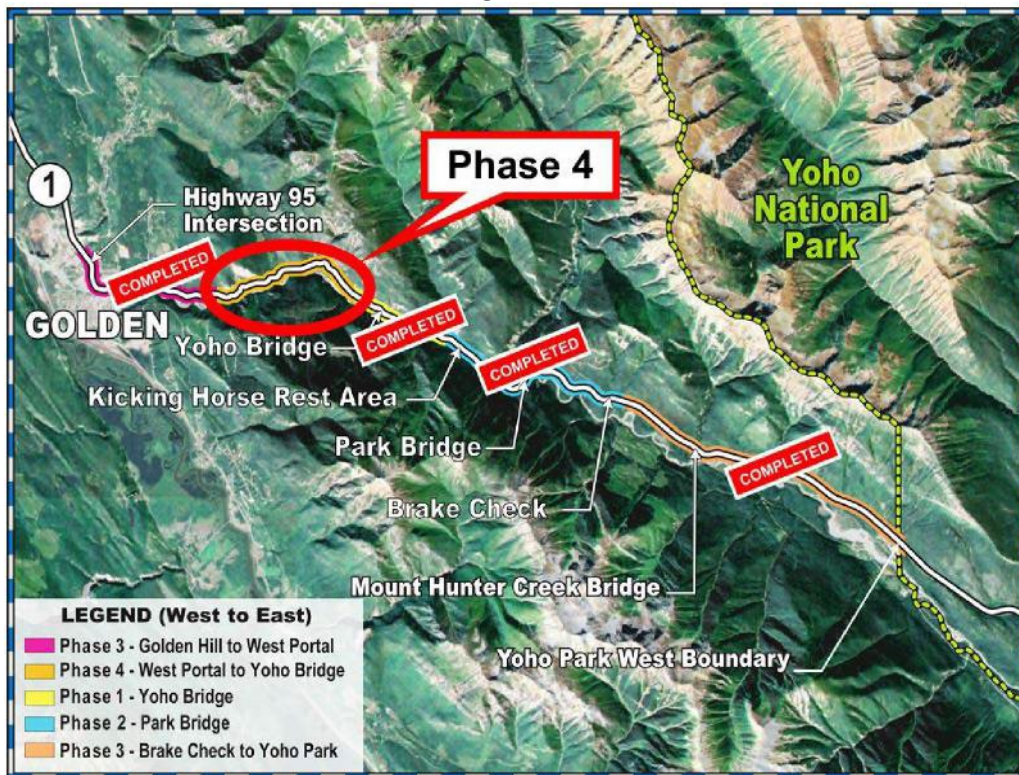 Phase 4
1
Highway 95
Intersection
Yoho
National
Park
COMPLETED
GOLDEN
Yoho Bridge
COMPLETED
Kicking Horse Rest Area
COMPLETED
Park Bridge
COMPLETED
Brake Check
Mount Hunter Creek Bridge
Yoho Park West Boundary
LEGEND (West to East)
Phase 3 - Golden Hill to West Portal
Phase 4 - West Portal to Yoho Bridge
Phase 1 - Yoho Bridge
Phase 2 - Park Bridge
Phase 3 - Brake Check to Yoho Park